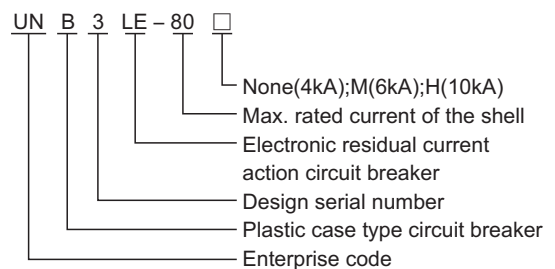 UN B 3 LE – 80 □
None(4kA);M(6kA);H(10kA)
Max. rated current of the shell
Electronic residual current
action circuit breaker
Design serial number
Plastic case type circuit breaker
Enterprise code